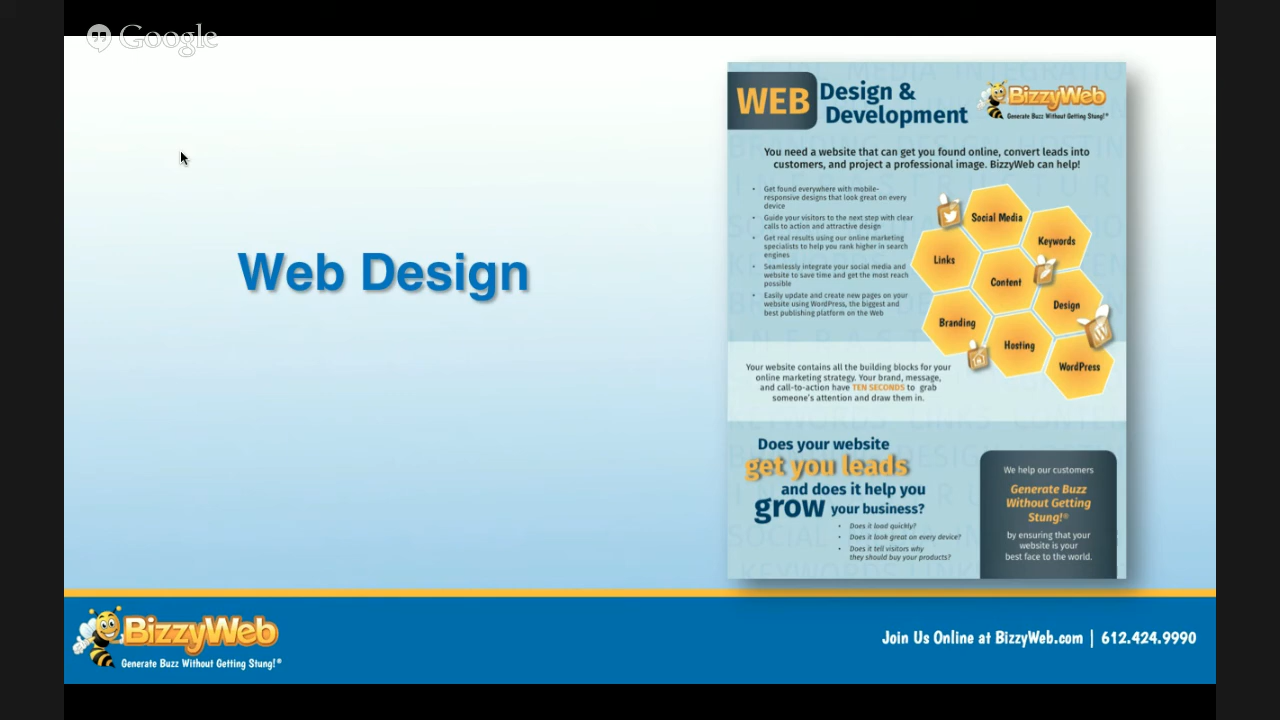 Google
Web Design
WEB Design &
Development
BizzyWeb
Generate Buzz Without Getting Stung!®
You need a website that can get you found online, convert leads into
customers, and project a professional image. BizzyWeb can help!
• Get found everywhere with mobile-
responsive designs that look great on every
device
• Guide your visitors to the next step with clear
calls to action and attractive design
• Get real results using our online marketing
specialists to help you rank higher in search
engines
• Seamlessly integrate your social media and
website to save time and get the most reach
possible
• Easily update and create new pages on your
website using WordPress, the biggest and
best publishing platform on the Web
Social Media
Keywords
Links
Content
Design
Branding
Hosting
WordPress
Your website contains all the building blocks for your
online marketing strategy. Your brand, message,
and call-to-action have TEN SECONDS to grab
someone's attention and draw them in.
Does your website
get you leads
and does it help you
grow your business?
• Does it load quickly?
• Does it look great on every device?
• Does it tell visitors why
they should buy your products?
We help our customers
Generate Buzz
Without Getting
Stung!®
by ensuring that your
website is your
best face to the world.
BizzyWeb
Generate Buzz Without Getting Stung!®
Join Us Online at BizzyWeb.com | 612.424.9990